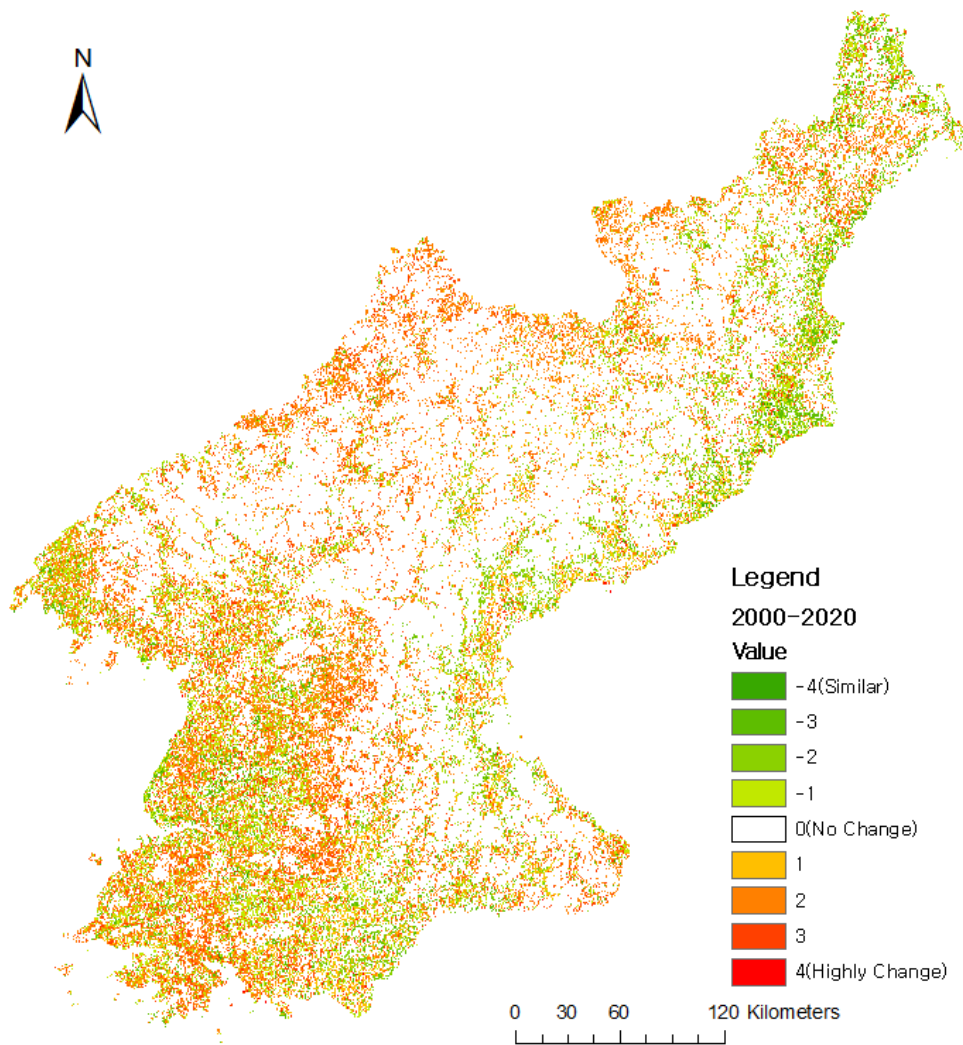 N
Legend
2000-2020
Value
-4(Similar)
-3
-2
-1
0(No Change)
1
2
3
4(Highly Change)
0 30 60 120 Kilometers